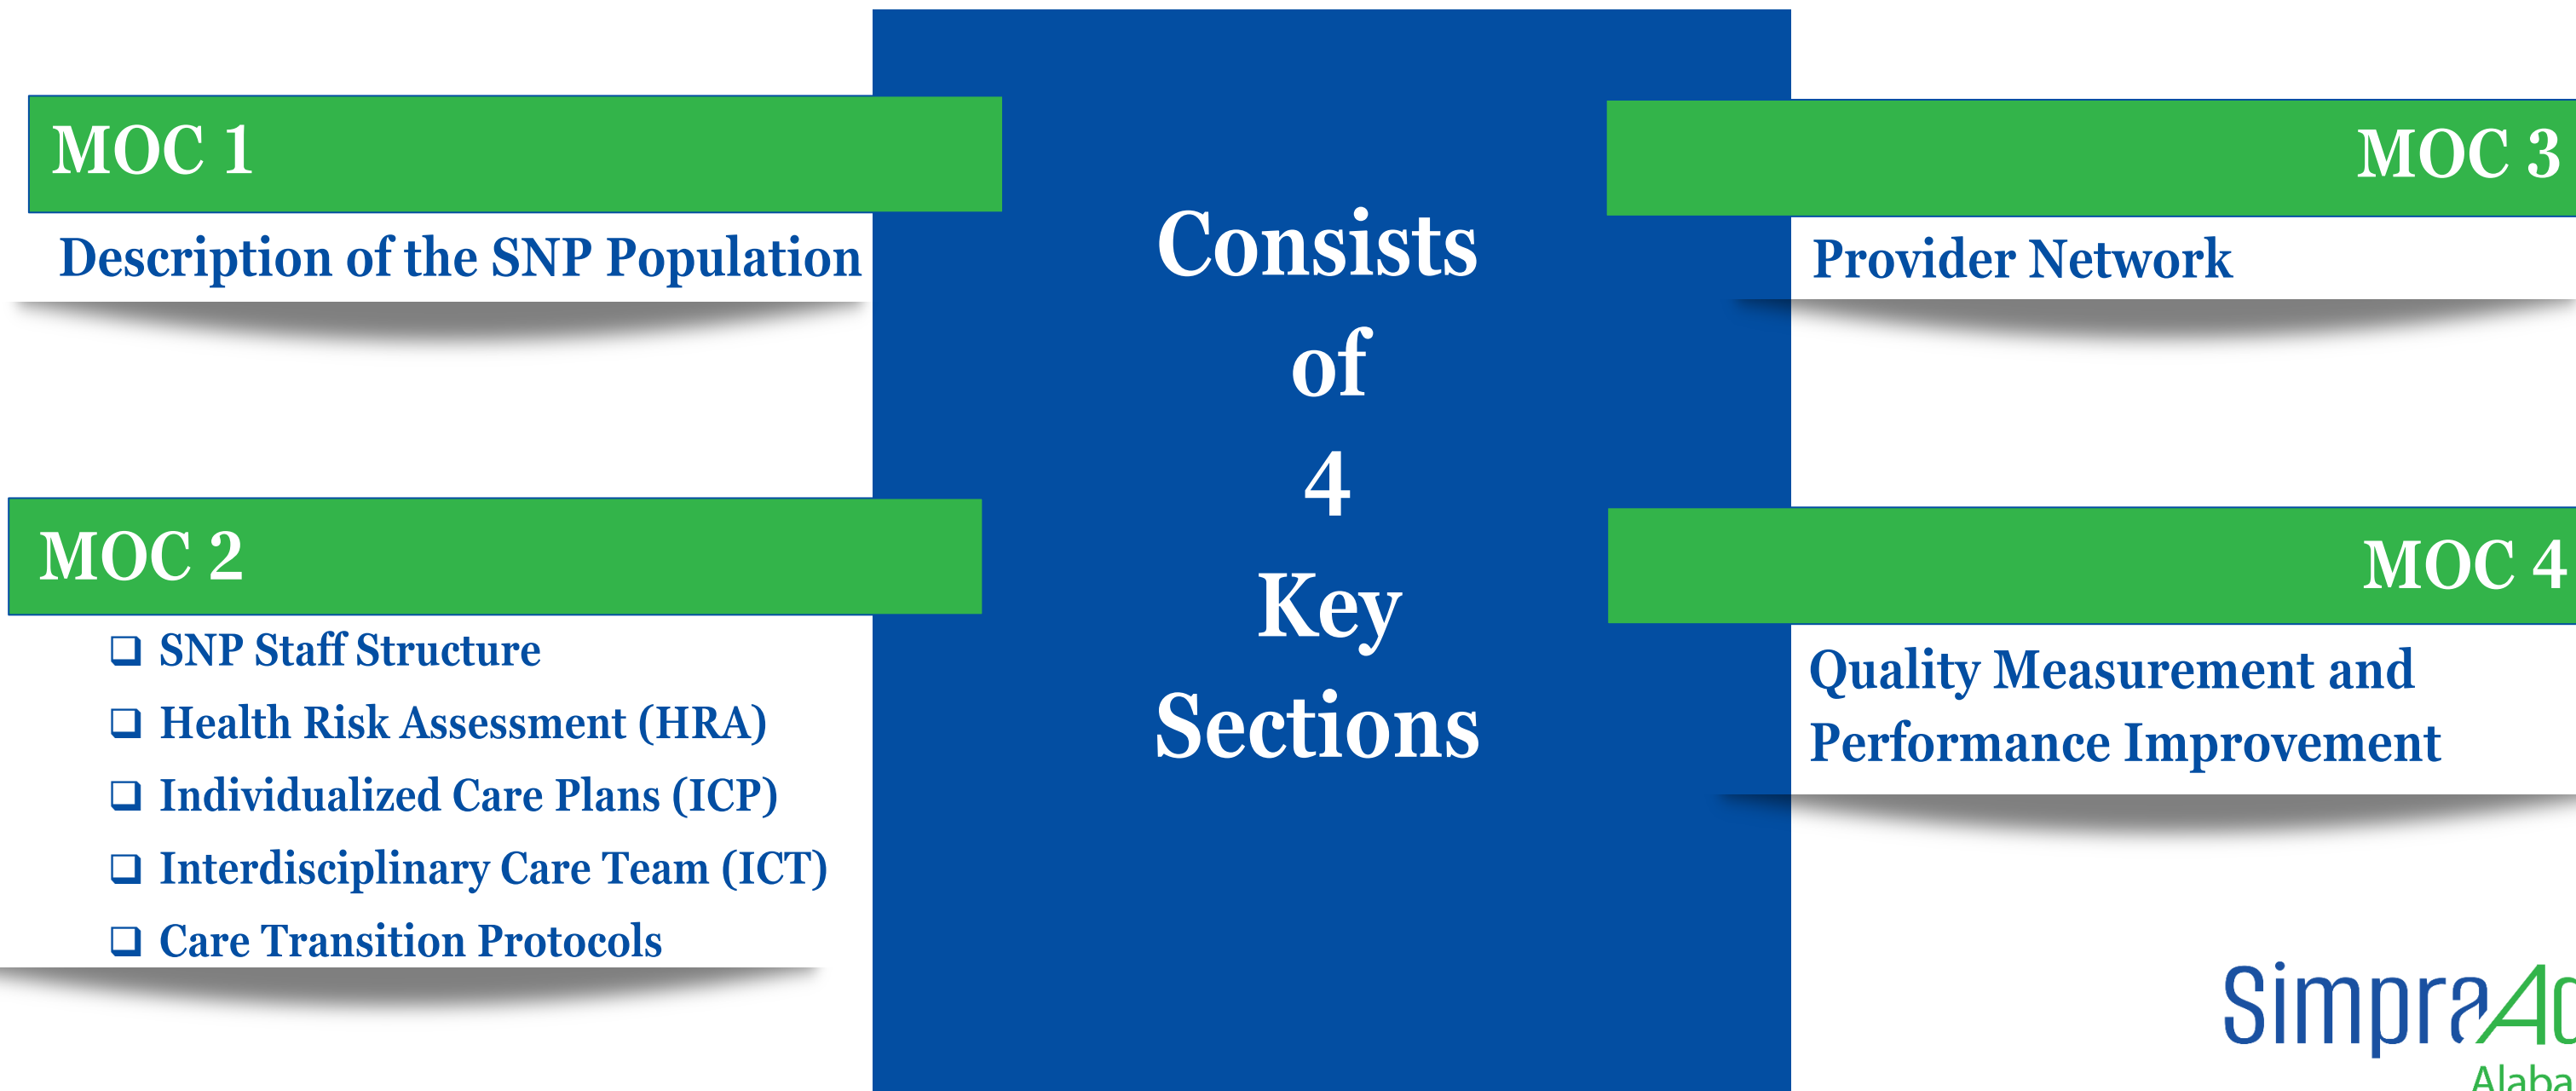 MOC 1
Description of the SNP Population
MOC 2
❑ SNP Staff Structure
❑ Health Risk Assessment (HRA)
❑ Individualized Care Plans (ICP)
❑ Interdisciplinary Care Team (ICT)
❑ Care Transition Protocols
Consists
of
4
Key
Sections
MOC 3
Provider Network
MOC 4
Quality Measurement and
Performance Improvement
Simpra